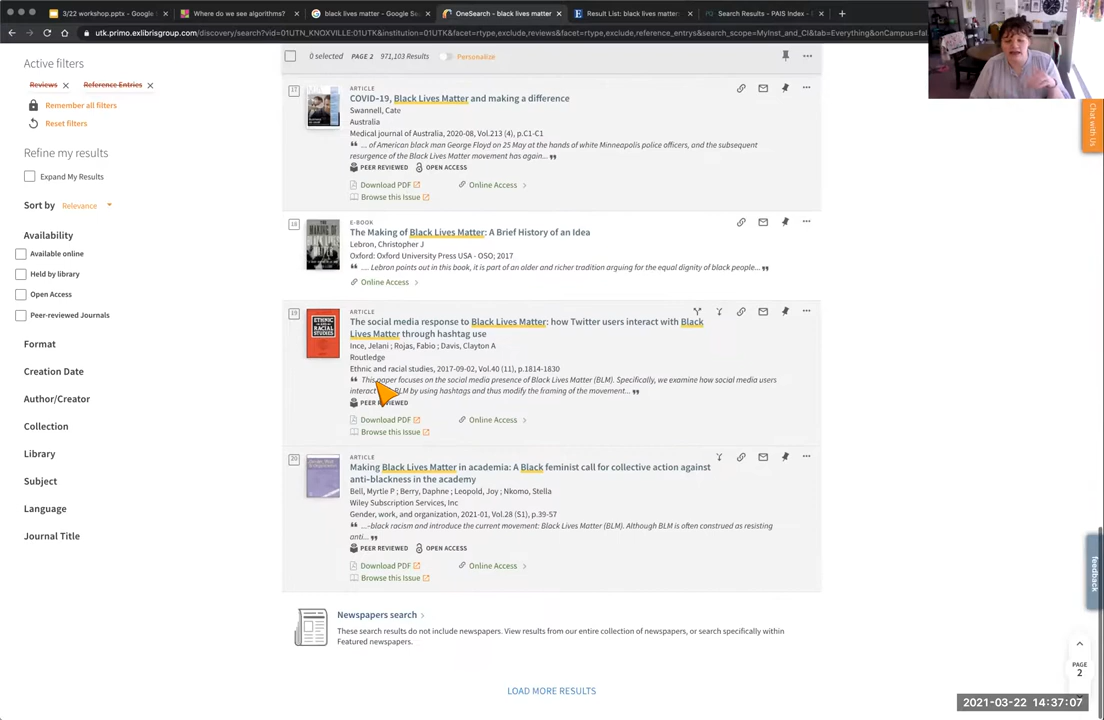 3/22 workshop.pptx - Google S
Where do we see algorithms?
black lives matter - Google Se
OneSearch - black lives matter
Result List: black lives matter
Search Results - PAIS Index -
utk.primo.exlibrisgroup.com/discovery/search?vid=01UTN_KNOXVILLE:01UTK&institution=01UTK&facet=rtype,exclude,reviews&facet=rtype,exclude,reference_entrys&search_scope=MyInst_and_CI&tab=Everything&onCampus=fal
0 selected PAGE 2 971,103 Results Personalize
Active filters
Reviews
Reference Entries
Remember all filters
Reset filters
Refine my results
Expand My Results
Sort by Relevance
Availability
Available online
Held by library
Open Access
Peer-reviewed Journals
Format
Creation Date
Author/Creator
Collection
Library
Subject
Language
Journal Title
17
ARTICLE
COVID-19, Black Lives Matter and making a difference
Swannell, Cate
Australia
Medical journal of Australia, 2020-08, Vol.213 (4), p.C1-C1
... of American black man George Floyd on 25 May at the hands of white Minneapolis police officers, and the subsequent
resurgence of the Black Lives Matter movement has again...
PEER REVIEWED OPEN ACCESS
Download PDF Online Access
Browse this Issue
18
E-BOOK
The Making of Black Lives Matter: A Brief History of an Idea
Lebron, Christopher J
Oxford: Oxford University Press USA - OSO; 2017
.... Lebron points out in this book, it is part of an older and richer tradition arguing for the equal dignity of black people...
Online Access
19
ETHNIC AND RACIAL STUDIES
ARTICLE
The social media response to Black Lives Matter: how Twitter users interact with Black
Lives Matter through hashtag use
Ince, Jelani ; Rojas, Fabio ; Davis, Clayton A
Routledge
Ethnic and racial studies, 2017-09-02, Vol.40 (11), p.1814-1830
This paper focuses on the social media presence of Black Lives Matter (BLM). Specifically, we examine how social media users
interact BLM by using hashtags and thus modify the framing of the movement...
PEER REVIEWED
Download PDF Online Access
Browse this Issue
20
ARTICLE
Making Black Lives Matter in academia: A Black feminist call for collective action against
anti-blackness in the academy
Bell, Myrtle P ; Berry, Daphne ; Leopold, Joy ; Nkomo, Stella
Wiley Subscription Services, Inc
Gender, work, and organization, 2021-01, Vol.28 (S1), p.39-57
...-black racism and introduce the current movement: Black Lives Matter (BLM). Although BLM is often construed as resisting
anti...
PEER REVIEWED OPEN ACCESS
Download PDF Online Access
Browse this Issue
Newspapers search
These search results do not include newspapers. View results from our entire collection of newspapers, or search specifically within
Featured newspapers.
LOAD MORE RESULTS
Chat with Us
feedback
PAGE
2
2021-03-22 14:37:07